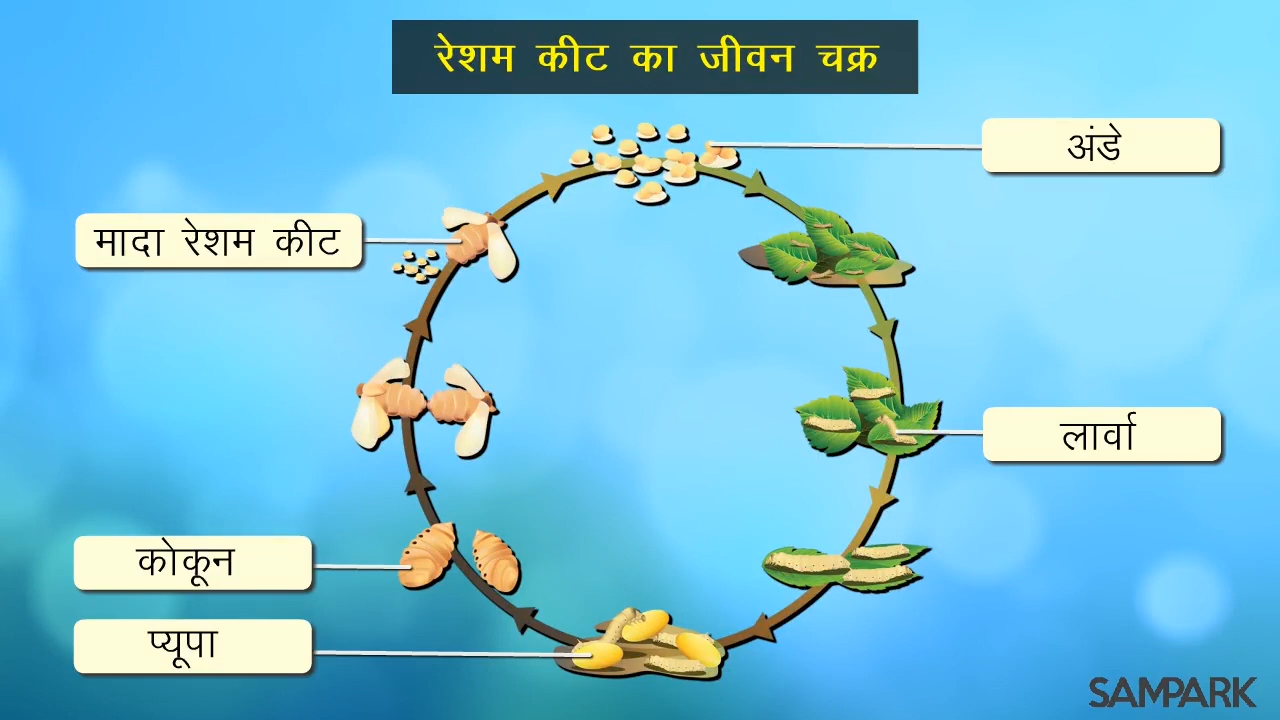 रेशम कीट का जीवन चक्र
अंडे
मादा रेशम कीट
लार्वा
कोकून
प्यूपा
SAMPARK